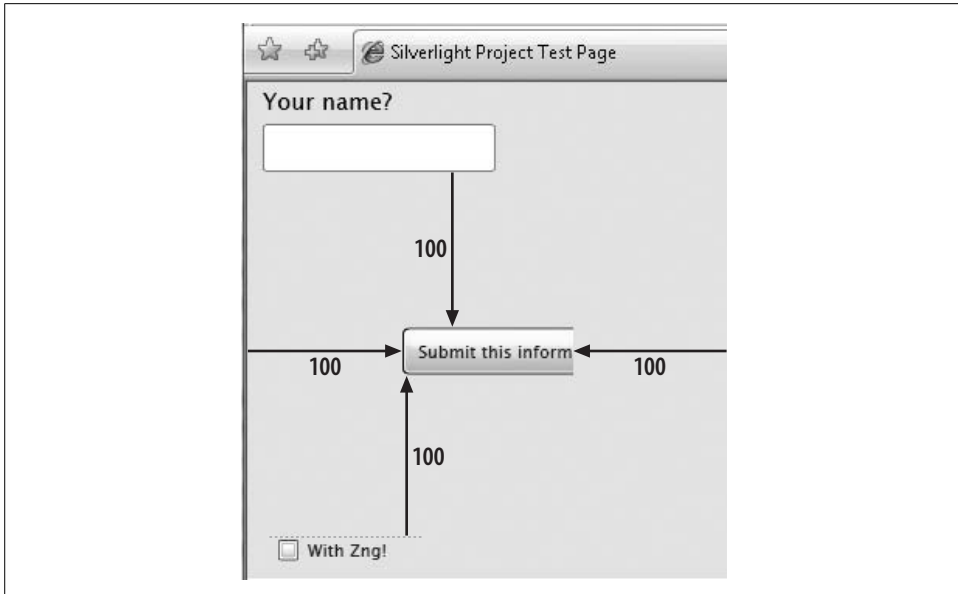 Silverlight Project Test Page
Your name?
100
Submit this inform
100
100
100
With Zng!